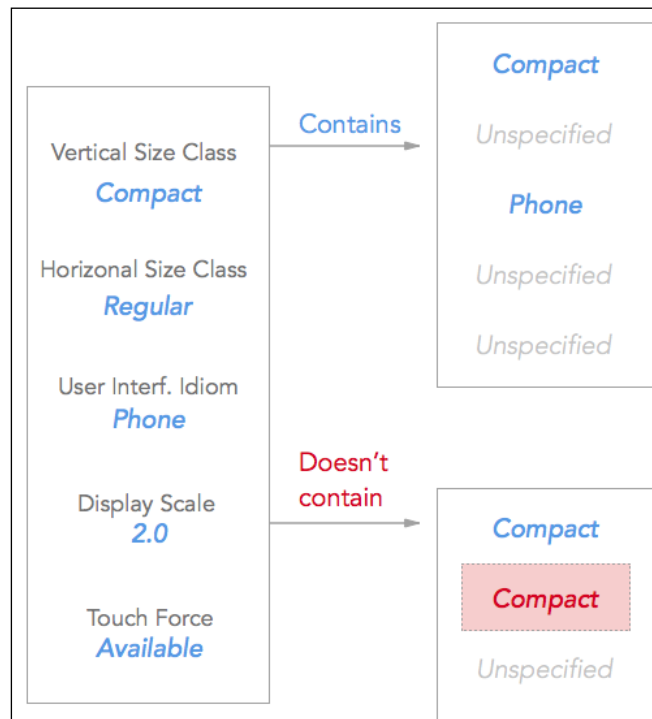 Vertical Size Class
Compact
Horizonal Size Class
Regular
User Interf. Idiom
Phone
Display Scale
2.0
Touch Force
Available
Contains
Doesn't
contain
Compact
Unspecified
Phone
Unspecified
Unspecified
Compact
Compact
Unspecified